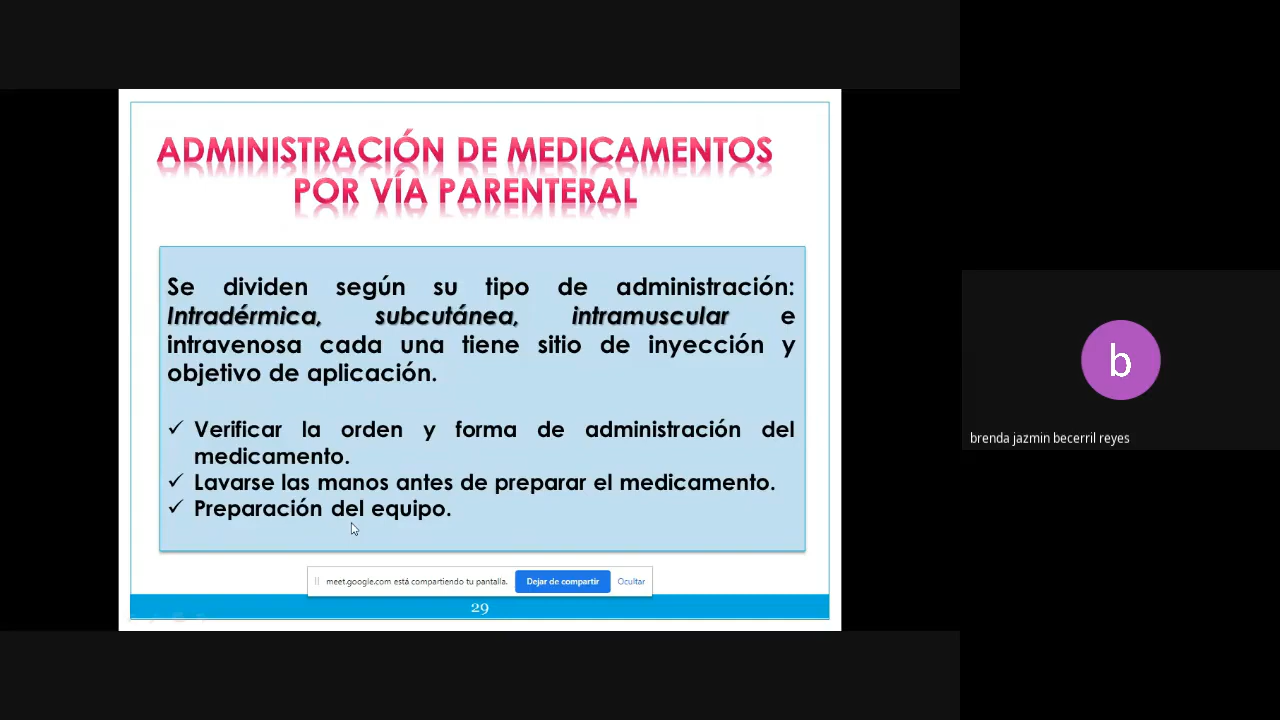 ADMINISTRACIÓN DE MEDICAMENTOS
POR VÍA PARENTERAL
Se dividen según su tipo de administración:
Intradérmica, subcutánea, intramuscular e
intravenosa cada una tiene sitio de inyección y
objetivo de aplicación.
✓ Verificar la orden y forma de administración del
medicamento.
✓ Lavarse las manos antes de preparar el medicamento.
✓ Preparación del equipo.
meet.google.com está compartiendo tu pantalla. Dejar de compartir Ocultar
29
b
brenda jazmin becerril reyes